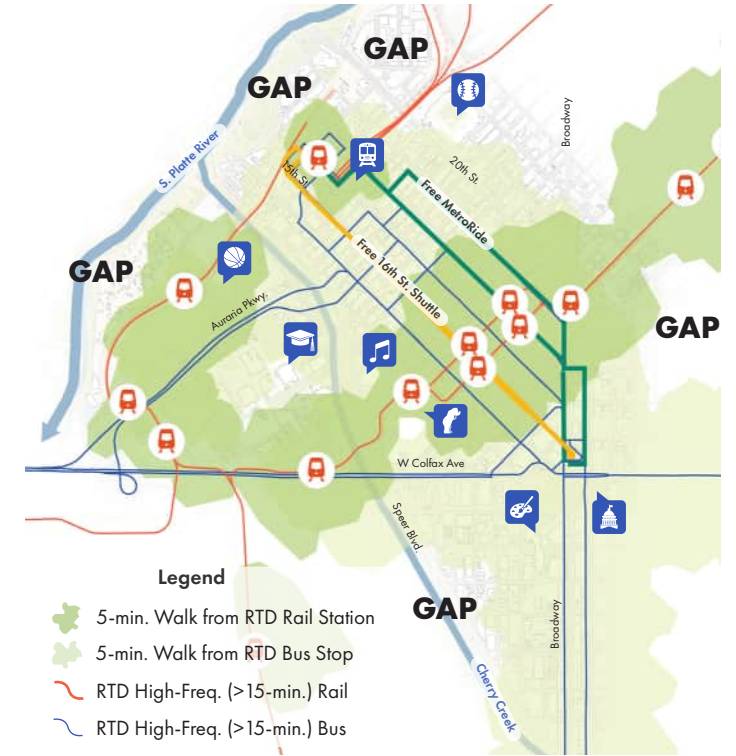 GAP
GAP
Broadway
S. Platte River
15th St.
20th St.
Free MetroRide
GAP
Free 16th St. Shuttle
Auraria Pkwy.
GAP
W Colfax Ave
Speer Blvd.
Legend
GAP
5-min. Walk from RTD Rail Station
5-min. Walk from RTD Bus Stop
Broadway
RTD High-Freq. (>15-min.) Rail
Cherry Creek
RTD High-Freq. (>15-min.) Bus